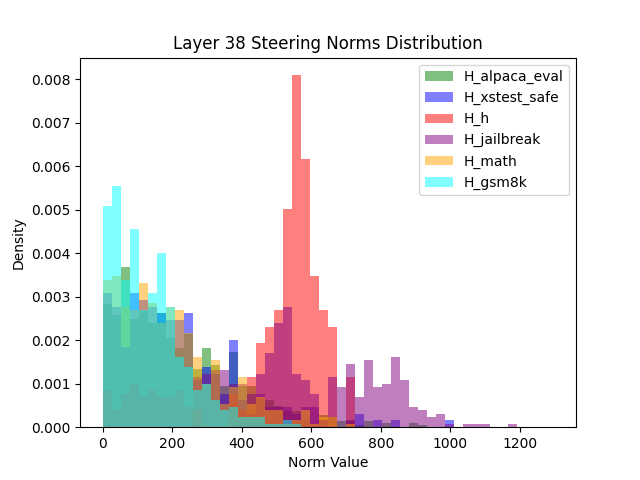 Layer 38 Steering Norms Distribution
H_alpaca_eval
H_xstest_safe
H_h
H_jailbreak
H_math
H_gsm8k
Density
0.008
0.007
0.006
0.005
0.004
0.003
0.002
0.001
0.000
0 200 400 600 800 1000 1200
Norm Value